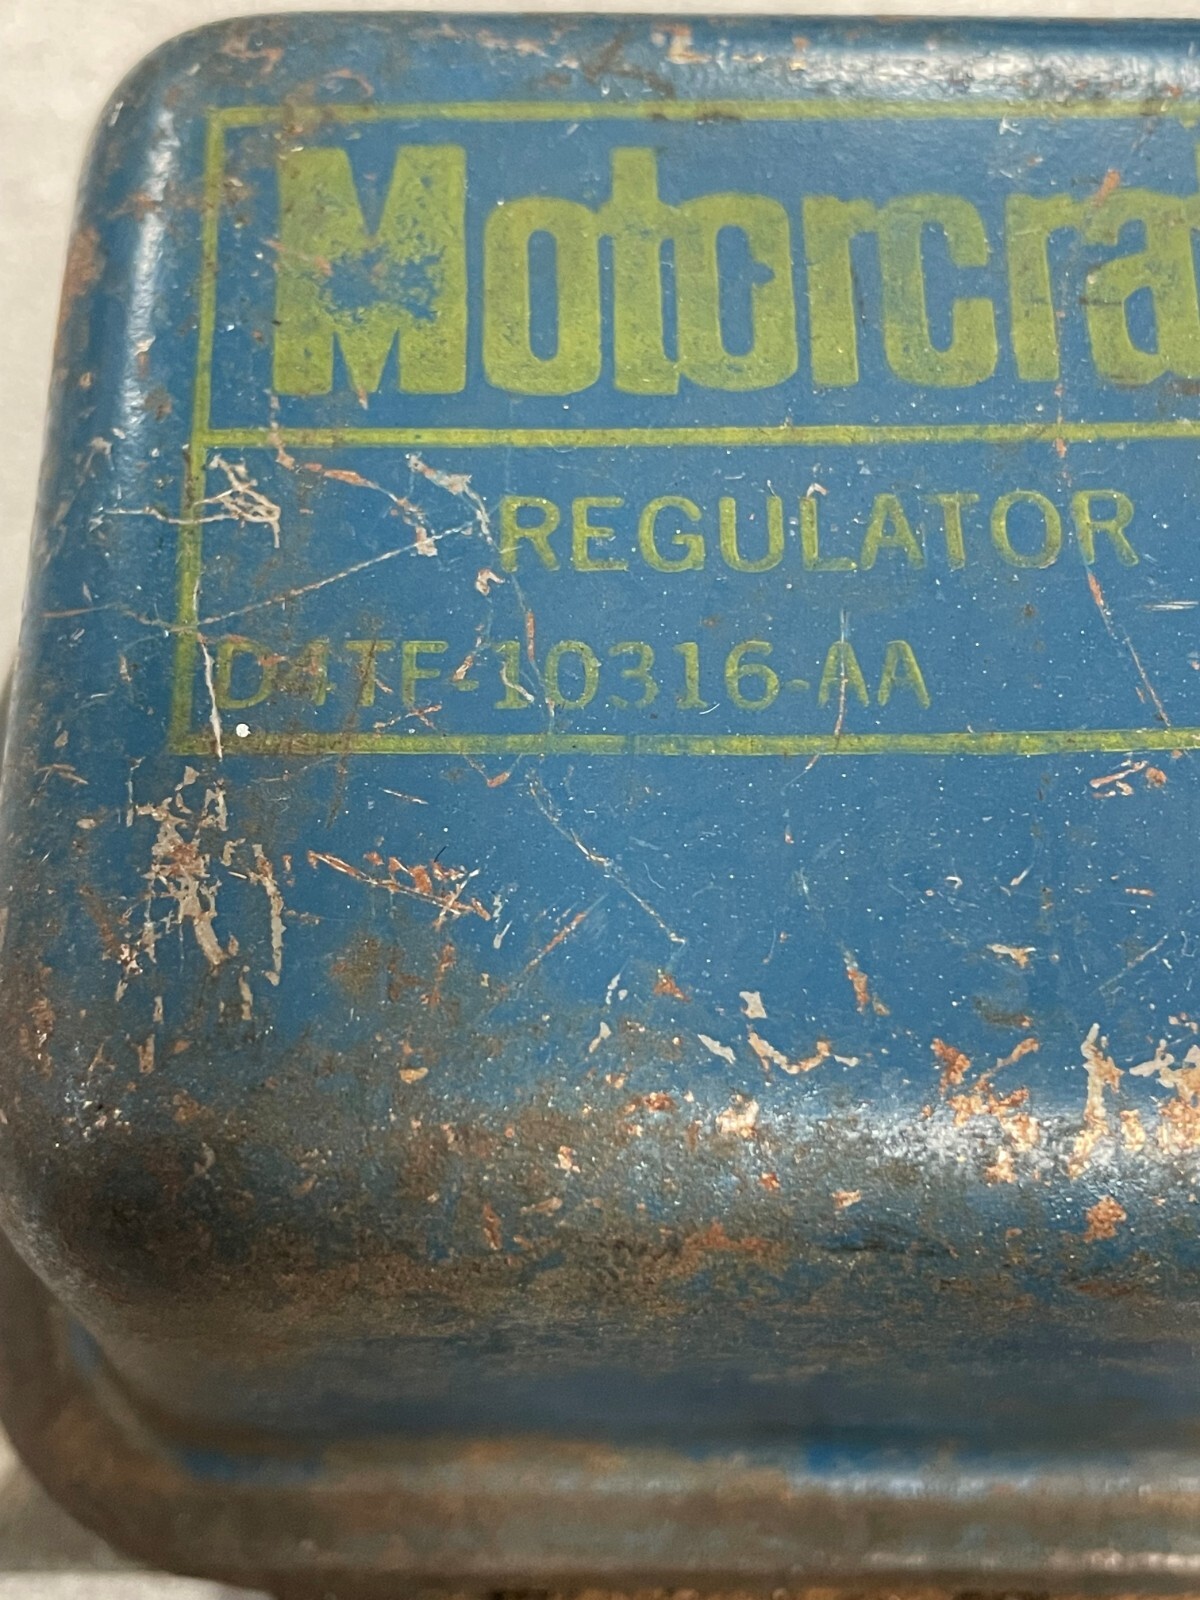 Motorcra
REGULATOR
D4TF-10316-AA